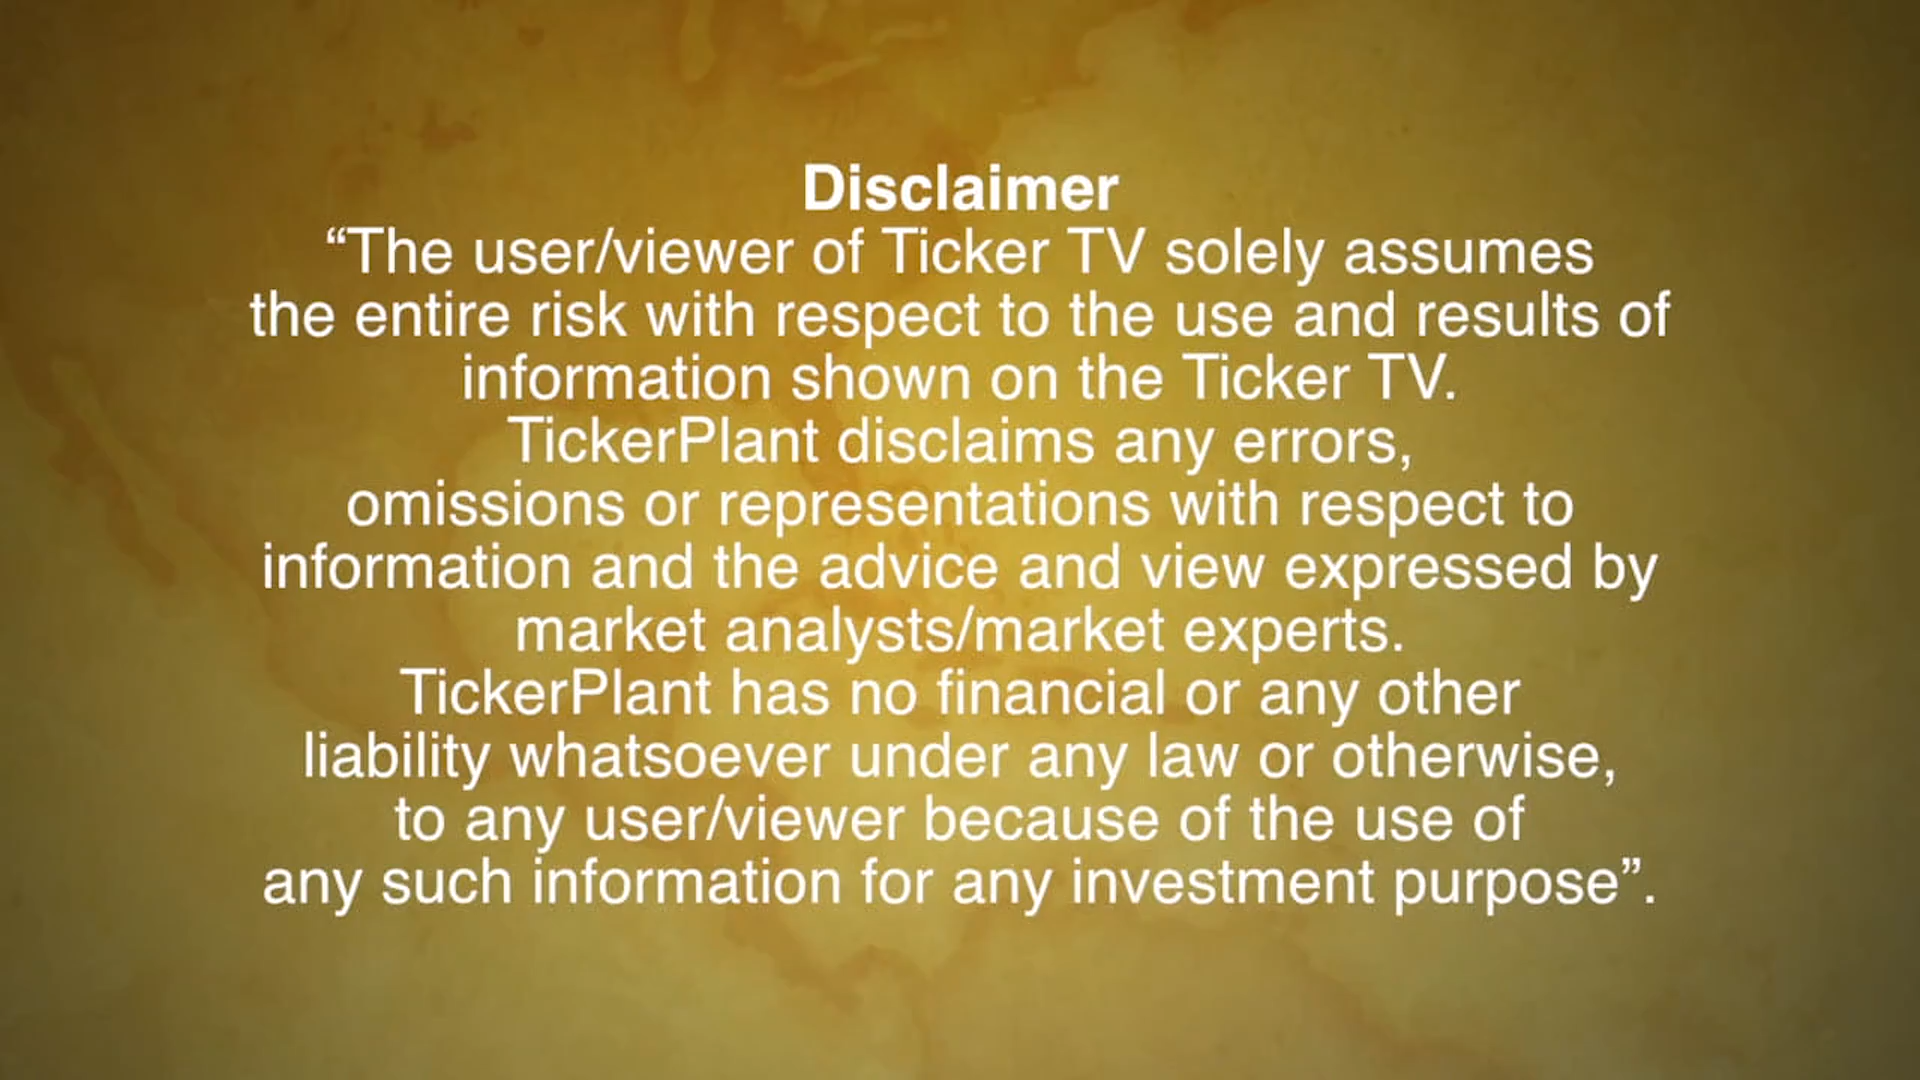 Disclaimer
“The user/viewer of Ticker TV solely assumes
the entire risk with respect to the use and results of
information shown on the Ticker TV.
TickerPlant disclaims any errors,
omissions or representations with respect to
information and the advice and view expressed by
market analysts/market experts.
TickerPlant has no financial or any other
liability whatsoever under any law or otherwise,
to any user/viewer because of the use of
any such information for any investment purpose”.